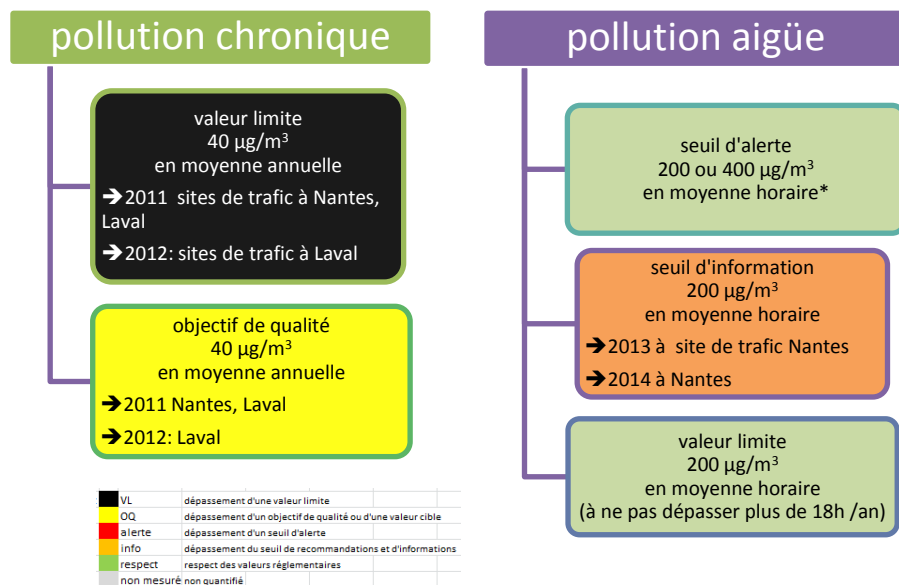 pollution chronique
valeur limite
40 µg/m³
en moyenne annuelle
➔2011 sites de trafic à Nantes,
Laval
➔2012: sites de trafic à Laval
objectif de qualité
40 µg/m³
en moyenne annuelle
➔2011 Nantes, Laval
➔2012: Laval
pollution aigüe
seuil d'alerte
200 ou 400 µg/m³
en moyenne horaire*
seuil d'information
200 µg/m³
en moyenne horaire
➔2013 à site de trafic Nantes
➔2014 à Nantes
valeur limite
200 µg/m³
en moyenne horaire
(à ne pas dépasser plus de 18h /an)
VL dépassement d'une valeur limite
OQ dépassement d'un objectif de qualité ou d'une valeur cible
alerte dépassement d'un seuil d'alerte
info dépassement du seuil de recommandations et d'informations
respect respect des valeurs réglementaires
non mesuré non quantifié